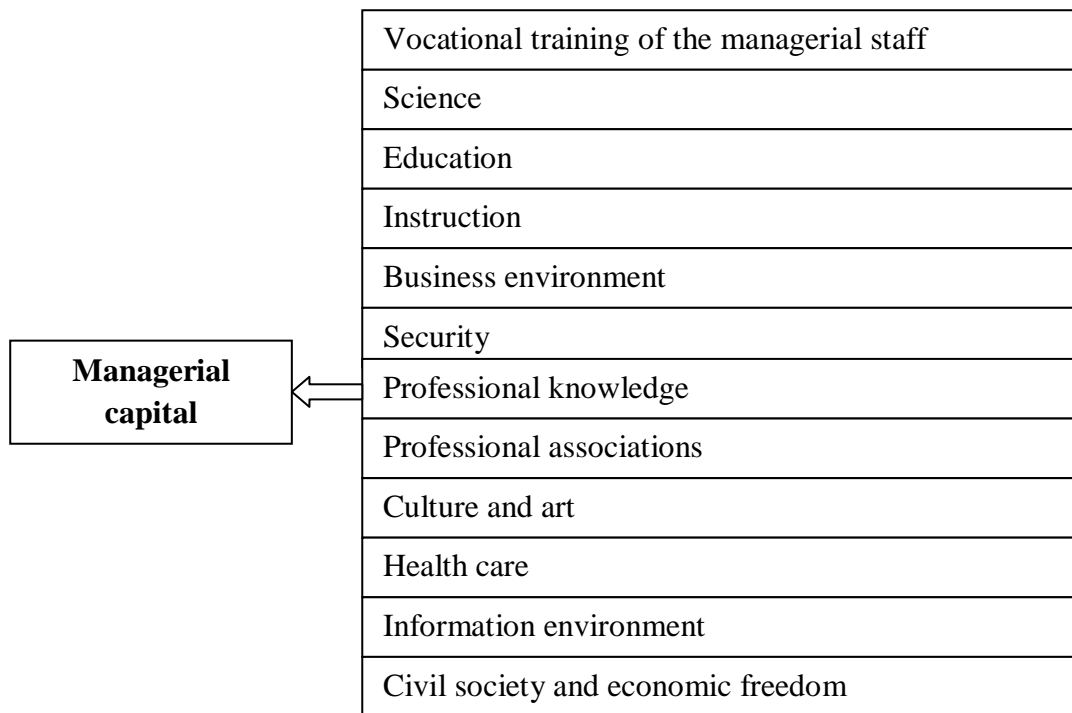 Vocational training of the managerial staff
Science
Education
Instruction
Business environment
Security
Managerial
capital
Professional knowledge
Professional associations
Culture and art
Health care
Information environment
Civil society and economic freedom